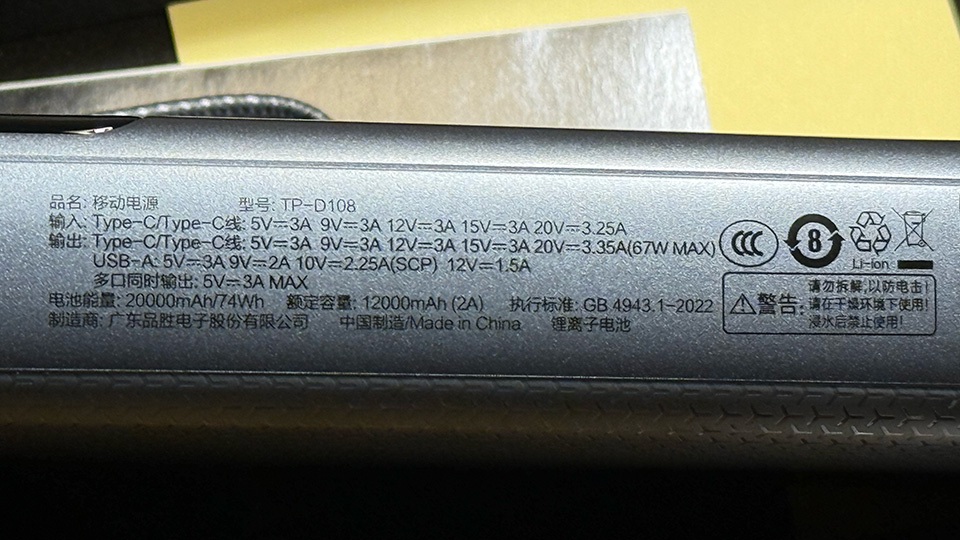 品名: 移动电源 型号: TP-D108
输入: Type-C/Type-C线: 5V⎓3A 9V⎓3A 12V⎓3A 15V⎓3A 20V⎓3.25A
输出: Type-C/Type-C线: 5V⎓3A 9V⎓3A 12V⎓3A 15V⎓3A 20V⎓3.35A(67W MAX)
USB-A: 5V⎓3A 9V⎓2A 10V⎓2.25A(SCP) 12V⎓1.5A
多口同时输出: 5V⎓3A MAX
电池能量: 20000mAh/74Wh 额定容量: 12000mAh (2A) 执行标准: GB 4943.1-2022
制造商: 广东品胜电子股份有限公司 中国制造/Made in China 锂离子电池
CCC
8
Li-ion
警告:
请勿拆解,以防电击!
请在干燥环境下使用!
浸水后禁止使用!